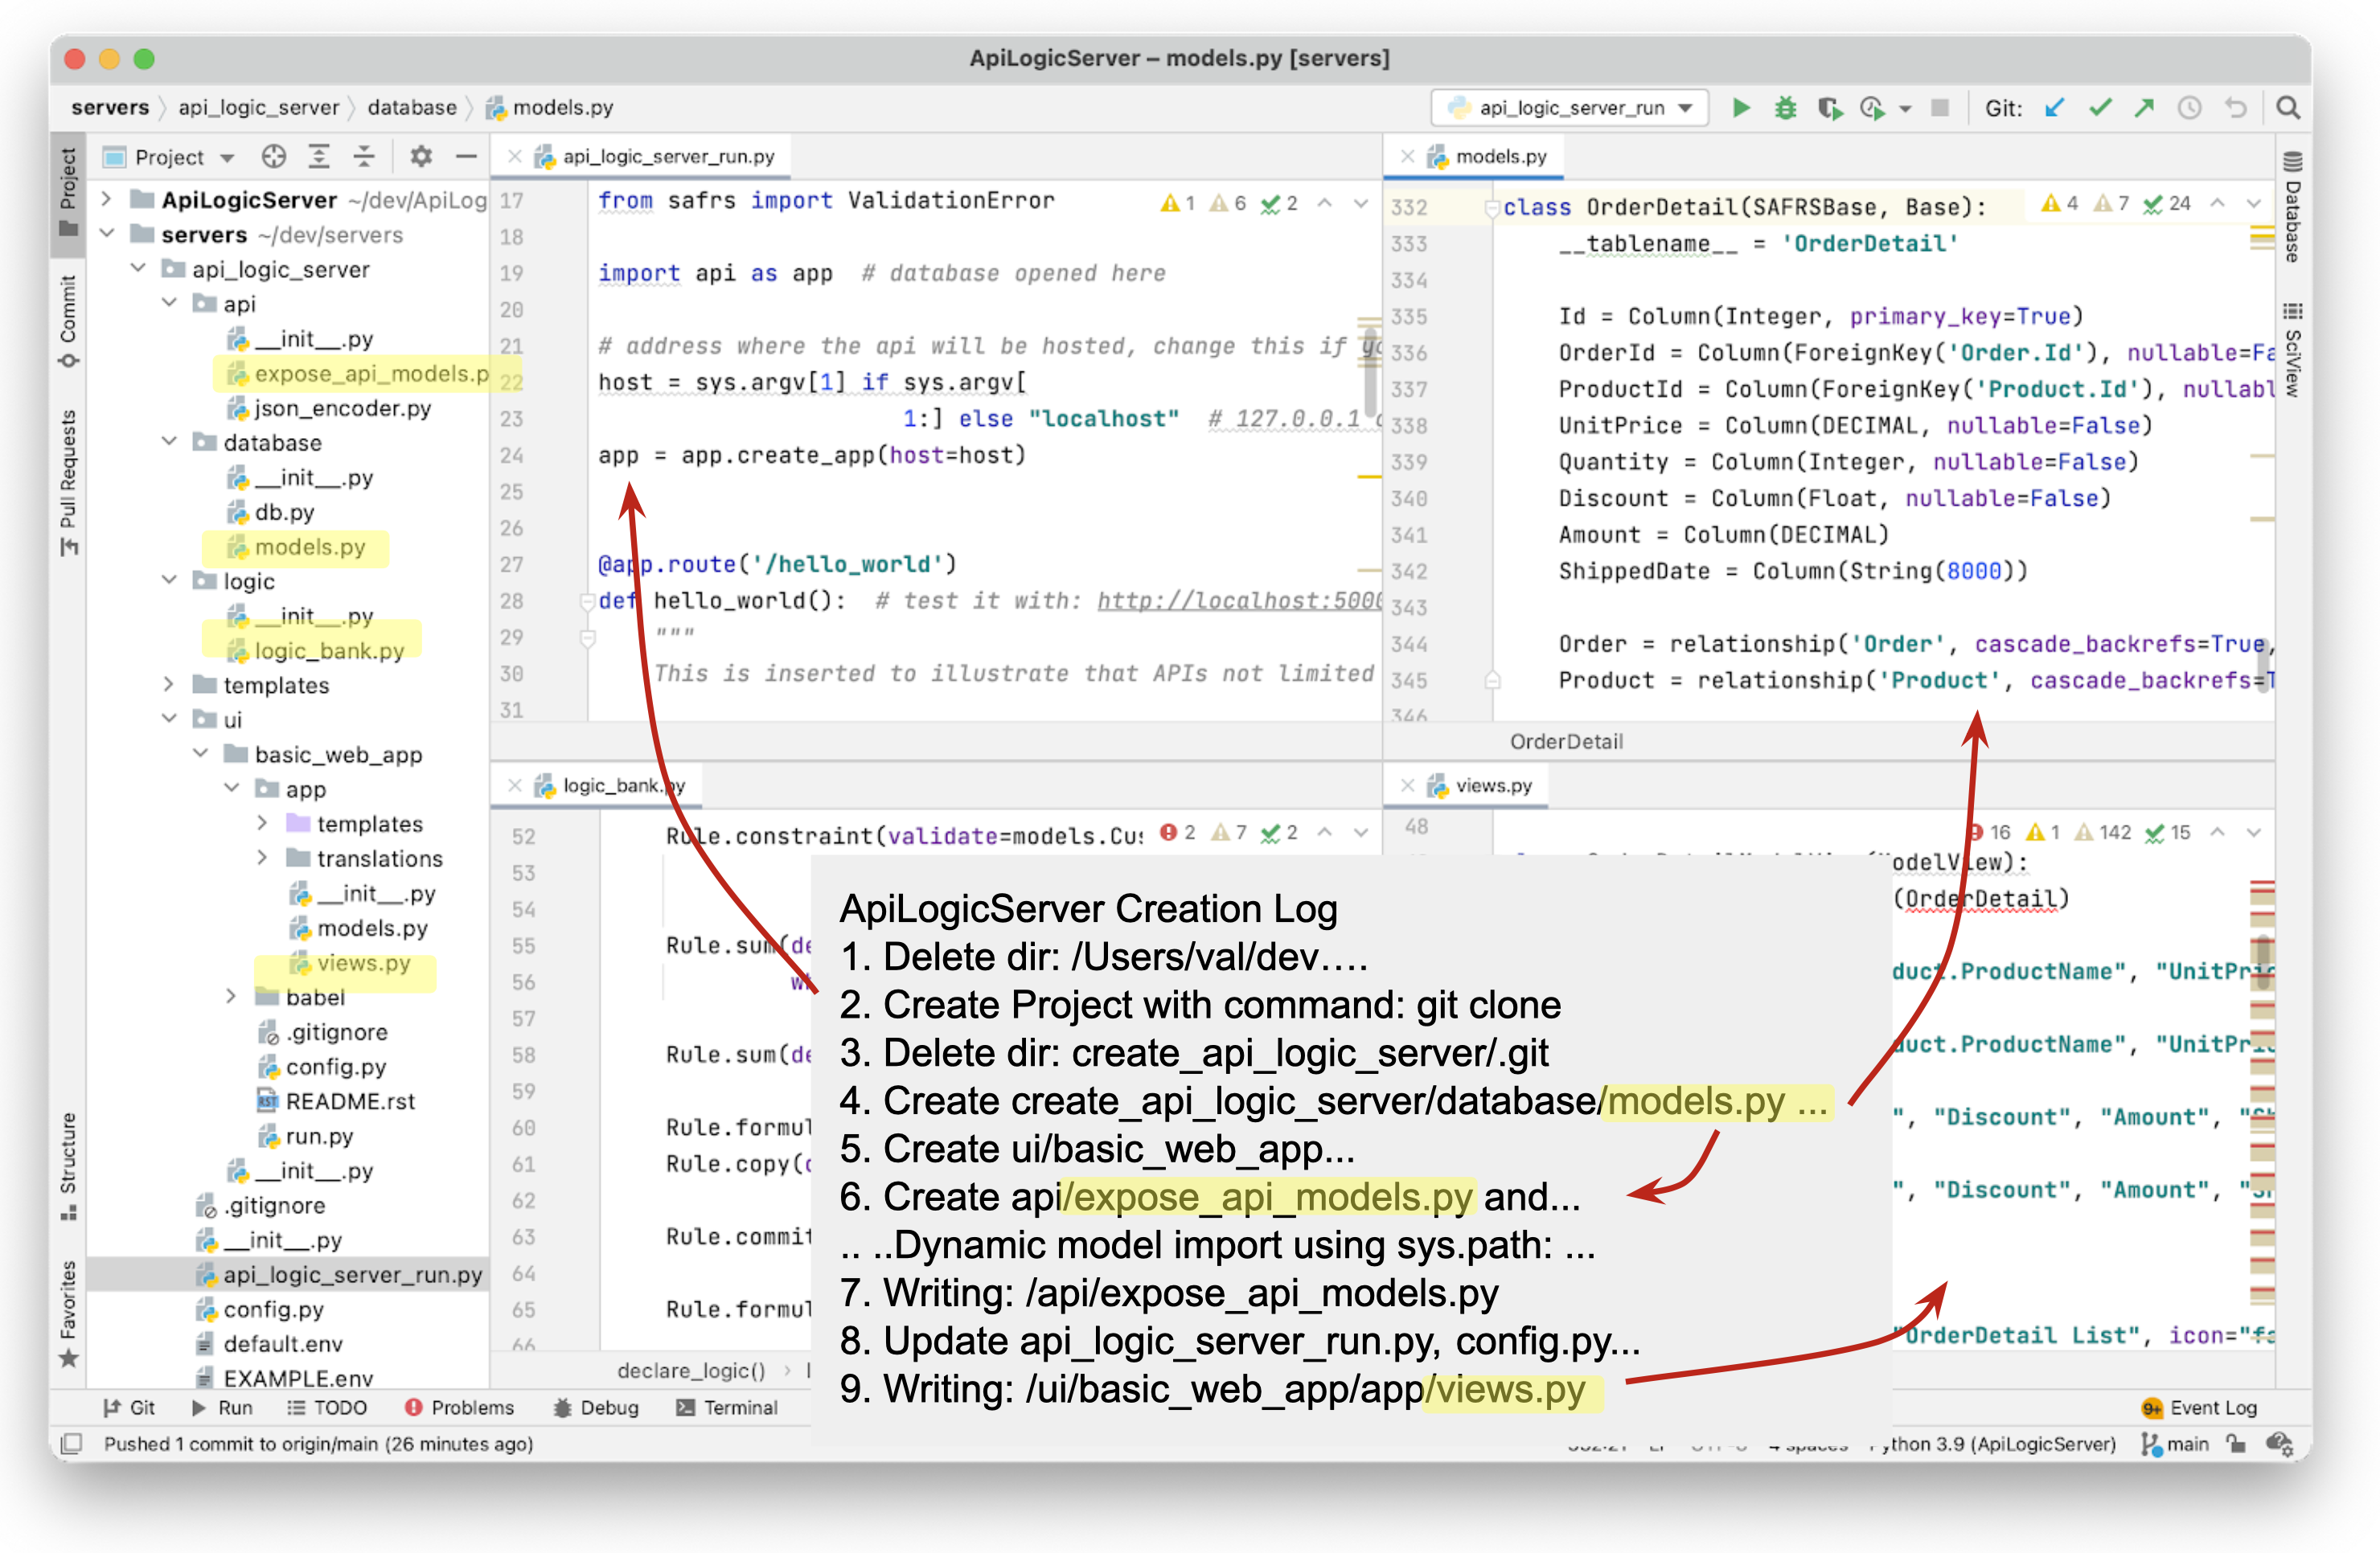 ApiLogicServer – models.py [servers]
servers api_logic_server database models.py
api_logic_server_run
Git:
Project
Commit
Pull Requests
Structure
Favorites
Project
ApiLogicServer ~/dev/ApiLog
servers ~/dev/servers
api_logic_server
api
__init__.py
expose_api_models.p
json_encoder.py
database
__init__.py
db.py
models.py
logic
__init__.py
logic_bank.py
templates
ui
basic_web_app
app
templates
translations
__init__.py
models.py
views.py
babel
.gitignore
config.py
README.rst
run.py
__init__.py
.gitignore
__init__.py
api_logic_server_run.py
config.py
default.env
EXAMPLE.env
api_logic_server_run.py
1 6 2
17 from safrs import ValidationError
18
19 import api as app # database opened here
20
21 # address where the api will be hosted, change this if yo
22 host = sys.argv[1] if sys.argv[
23 1:] else "localhost" # 127.0.0.1
24 app = app.create_app(host=host)
25
26
27 @app.route('/hello_world')
28 def hello_world(): # test it with: http://localhost:5000
29 """
30 This is inserted to illustrate that APIs not limited
31
models.py
4 7 24
332 class OrderDetail(SAFRSBase, Base):
333 __tablename__ = 'OrderDetail'
334
335 Id = Column(Integer, primary_key=True)
336 OrderId = Column(ForeignKey('Order.Id'), nullable=Fa
337 ProductId = Column(ForeignKey('Product.Id'), nullabl
338 UnitPrice = Column(DECIMAL, nullable=False)
339 Quantity = Column(Integer, nullable=False)
340 Discount = Column(Float, nullable=False)
341 Amount = Column(DECIMAL)
342 ShippedDate = Column(String(8000))
343
344 Order = relationship('Order', cascade_backrefs=True,
345 Product = relationship('Product', cascade_backrefs=T
346
OrderDetail
Database
SciView
logic_bank.py
2 7 2
52 Rule.constraint(validate=models.Cus
53
54
55 Rule.sum(de
56 wh
57
58 Rule.sum(de
59
60 Rule.formul
61 Rule.copy(d
62
63 Rule.commit
64
65 Rule.formul
66
declare_logic()
views.py
16 1 142 15
48
odelView):
(OrderDetail)
duct.ProductName", "UnitPric
duct.ProductName", "UnitPri
", "Discount", "Amount", "Sh
", "Discount", "Amount", "Sh
"OrderDetail List", icon="fa
ApiLogicServer Creation Log
1. Delete dir: /Users/val/dev….
2. Create Project with command: git clone
3. Delete dir: create_api_logic_server/.git
4. Create create_api_logic_server/database/models.py ...
5. Create ui/basic_web_app...
6. Create api/expose_api_models.py and...
.. ..Dynamic model import using sys.path: ...
7. Writing: /api/expose_api_models.py
8. Update api_logic_server_run.py, config.py...
9. Writing: /ui/basic_web_app/app/views.py
Git Run TODO Problems Debug Terminal
9+ Event Log
Pushed 1 commit to origin/main (26 minutes ago)
4 spaces Python 3.9 (ApiLogicServer) main